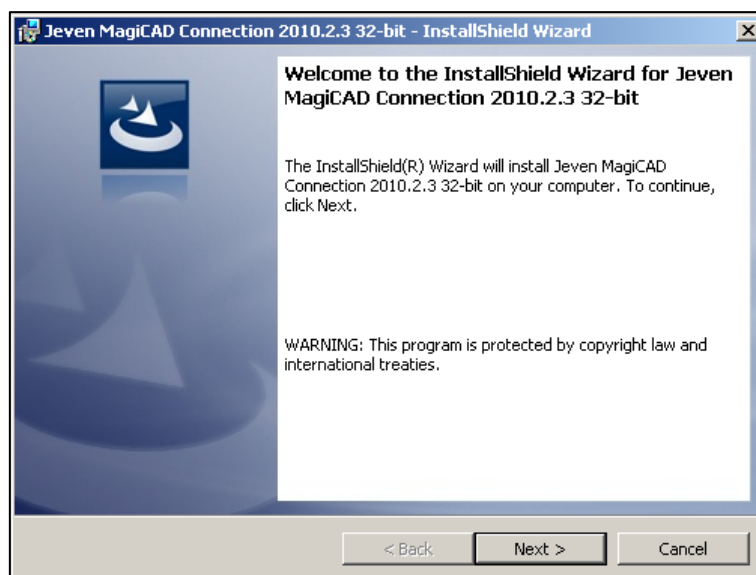 Jeven MagiCAD Connection 2010.2.3 32-bit - InstallShield Wizard
Welcome to the InstallShield Wizard for Jeven
MagiCAD Connection 2010.2.3 32-bit
The InstallShield(R) Wizard will install Jeven MagiCAD
Connection 2010.2.3 32-bit on your computer. To continue,
click Next.
WARNING: This program is protected by copyright law and
international treaties.
< Back Next > Cancel